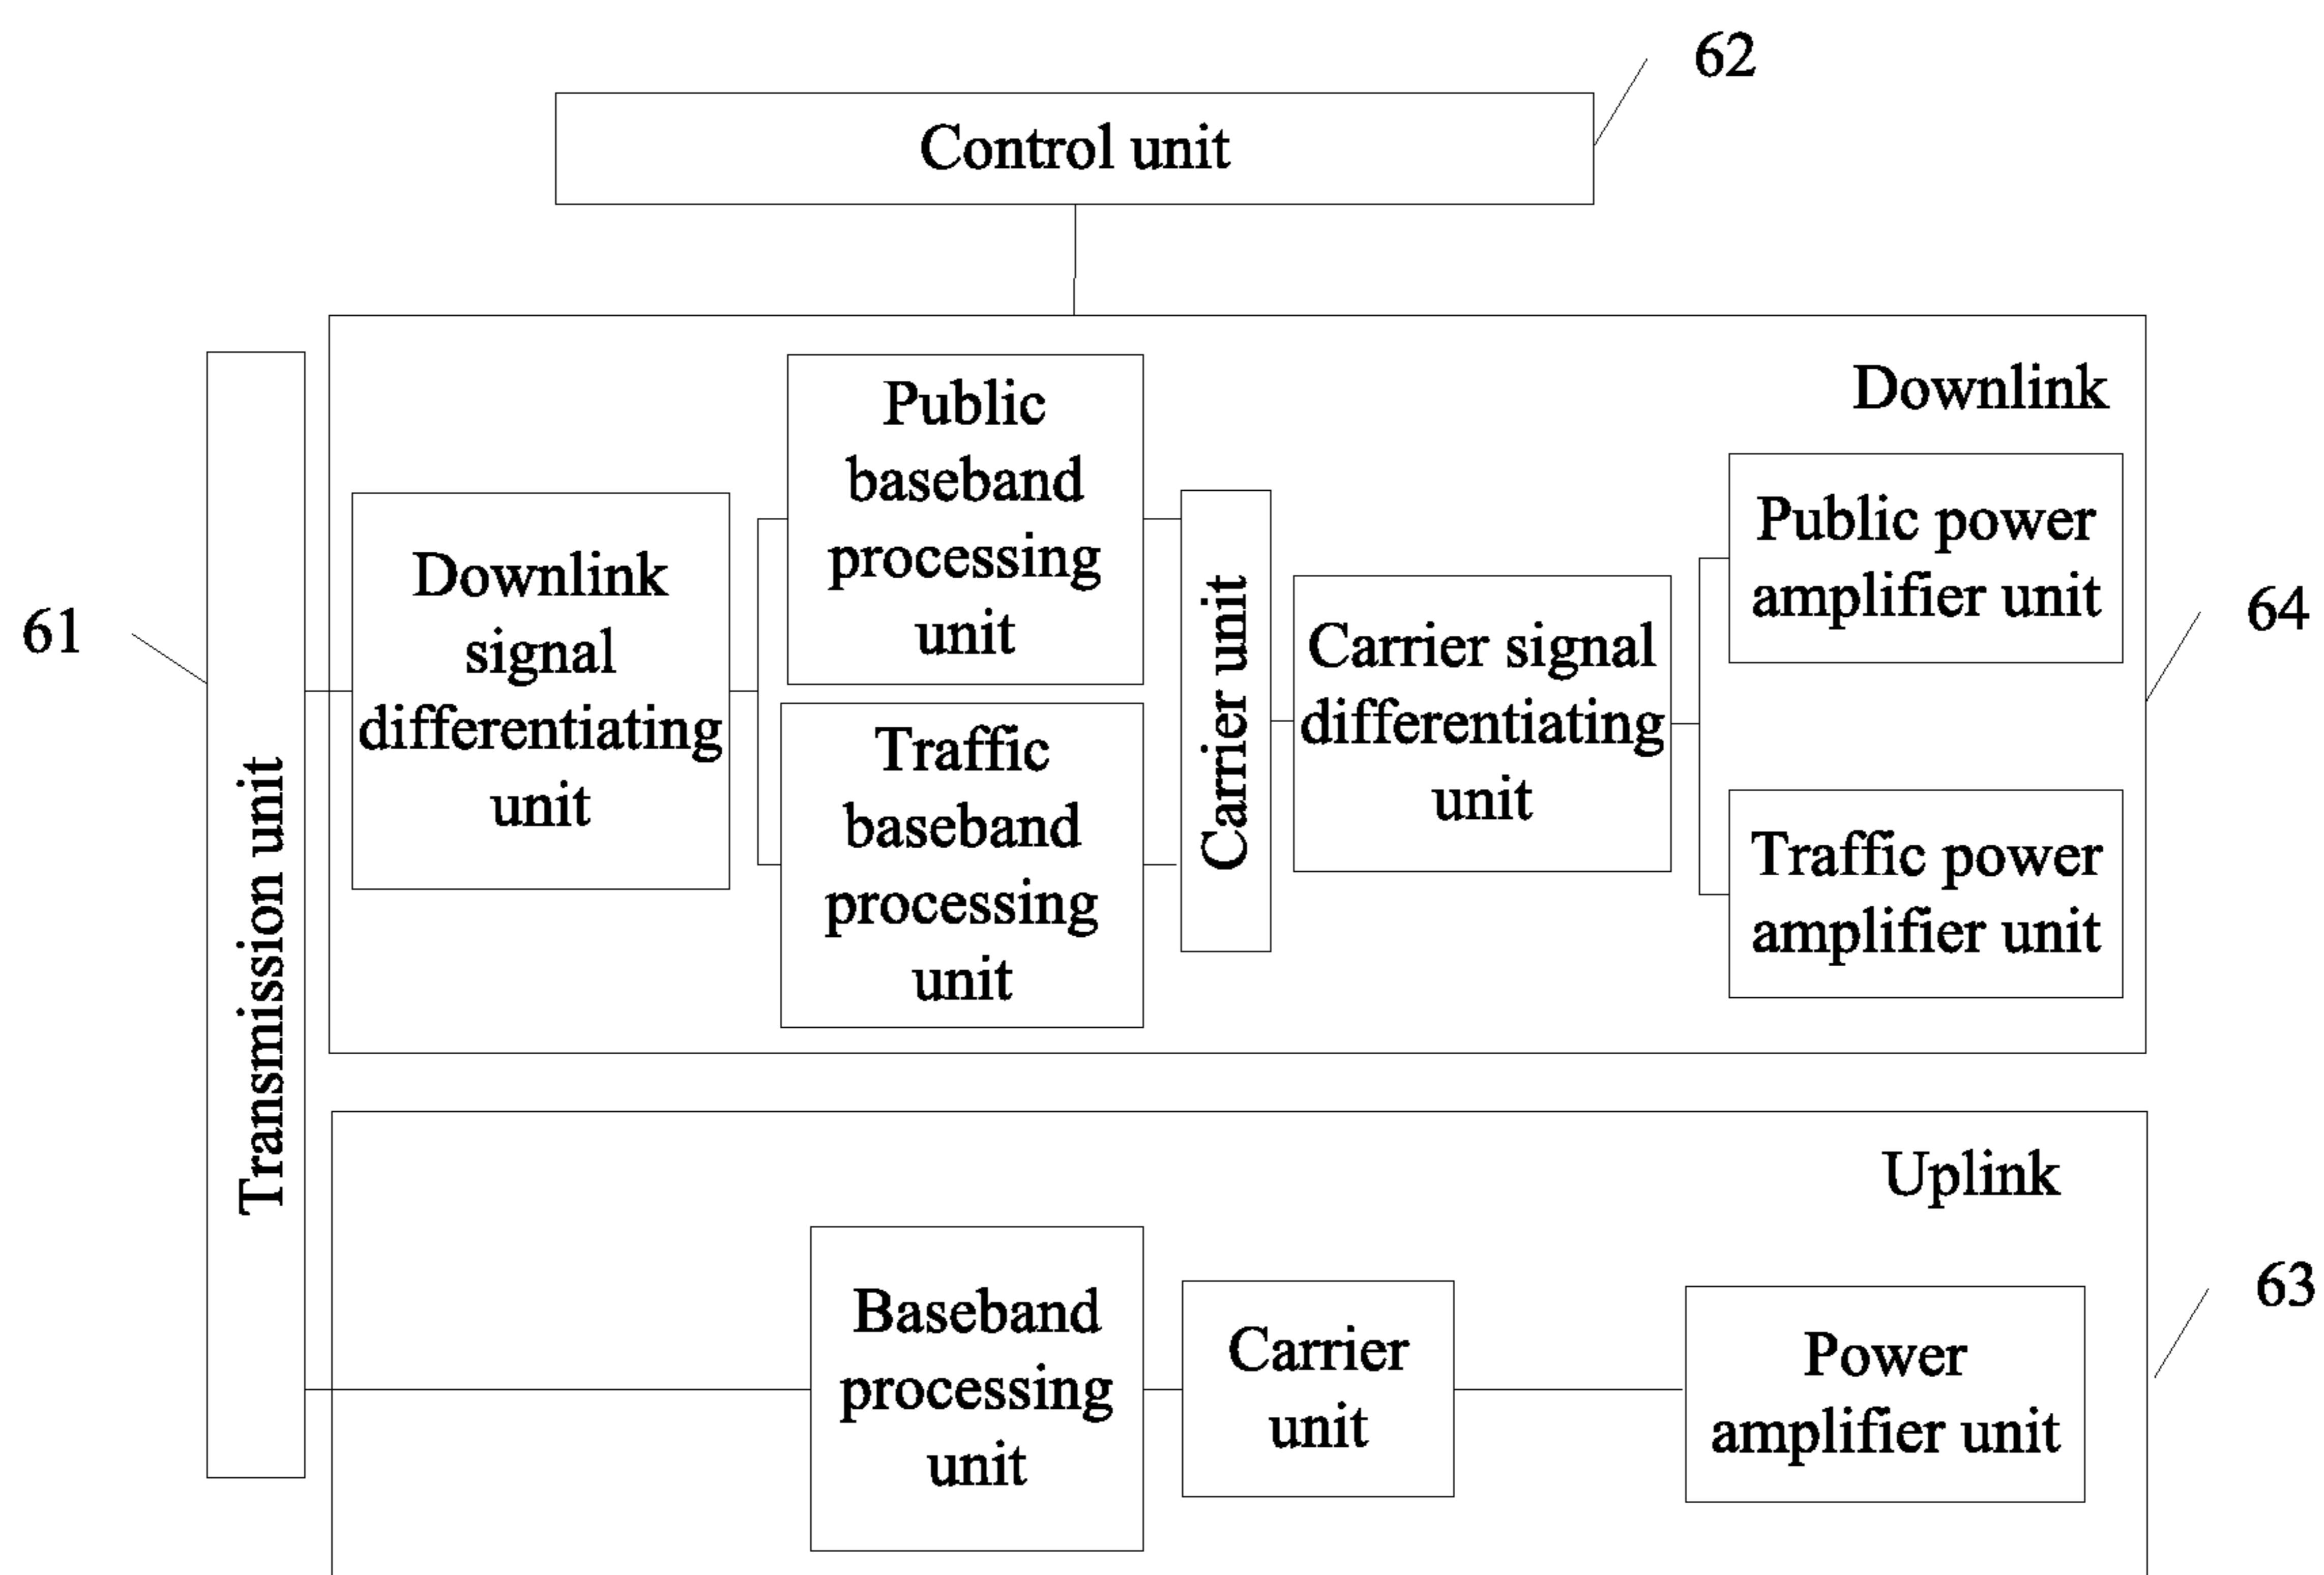 62
Control unit
Downlink
61
Transmission unit
Downlink
signal
differentiating
unit
Public
baseband
processing
unit
Traffic
baseband
processing
unit
Carrier unit
Carrier signal
differentiating
unit
Public power
amplifier unit
Traffic power
amplifier unit
64
Uplink
Baseband
processing
unit
Carrier
unit
Power
amplifier unit
63